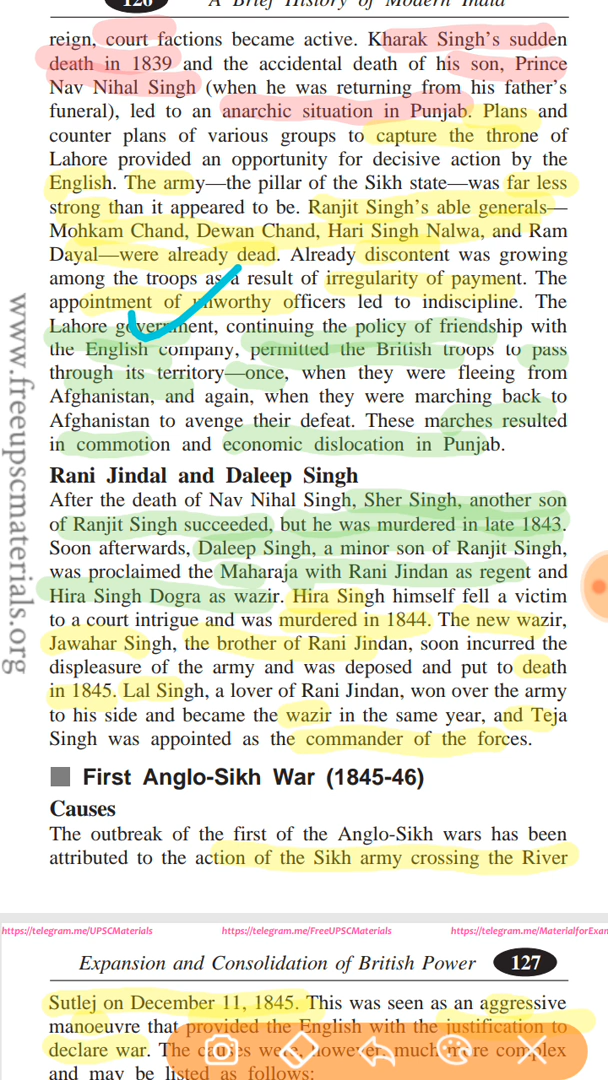 126 A Brief History of Modern India
reign, court factions became active. Kharak Singh's sudden
death in 1839 and the accidental death of his son, Prince
Nav Nihal Singh (when he was returning from his father's
funeral), led to an anarchic situation in Punjab. Plans and
counter plans of various groups to capture the throne of
Lahore provided an opportunity for decisive action by the
English. The army—the pillar of the Sikh state—was far less
strong than it appeared to be. Ranjit Singh's able generals—
Mohkam Chand, Dewan Chand, Hari Singh Nalwa, and Ram
Dayal—were already dead. Already discontent was growing
among the troops as a result of irregularity of payment. The
appointment of unworthy officers led to indiscipline. The
Lahore government, continuing the policy of friendship with
the English company, permitted the British troops to pass
through its territory—once, when they were fleeing from
Afghanistan, and again, when they were marching back to
Afghanistan to avenge their defeat. These marches resulted
in commotion and economic dislocation in Punjab.
Rani Jindal and Daleep Singh
After the death of Nav Nihal Singh, Sher Singh, another son
of Ranjit Singh succeeded, but he was murdered in late 1843.
Soon afterwards, Daleep Singh, a minor son of Ranjit Singh,
was proclaimed the Maharaja with Rani Jindan as regent and
Hira Singh Dogra as wazir. Hira Singh himself fell a victim
to a court intrigue and was murdered in 1844. The new wazir,
Jawahar Singh, the brother of Rani Jindan, soon incurred the
displeasure of the army and was deposed and put to death
in 1845. Lal Singh, a lover of Rani Jindan, won over the army
to his side and became the wazir in the same year, and Teja
Singh was appointed as the commander of the forces.
First Anglo-Sikh War (1845-46)
Causes
The outbreak of the first of the Anglo-Sikh wars has been
attributed to the action of the Sikh army crossing the River
www.freeupscmaterials.org
https://telegram.me/UPSCMaterials https://telegram.me/FreeUPSCMaterials https://telegram.me/MaterialforExam
Expansion and Consolidation of British Power 127
Sutlej on December 11, 1845. This was seen as an aggressive
manoeuvre that provided the English with the justification to
declare war. The causes were, however, much more complex
and may be listed as follows: